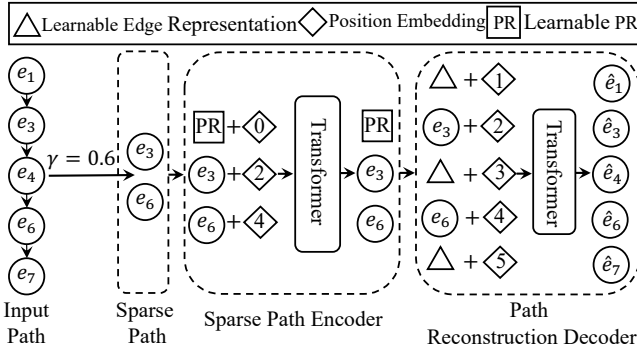 Learnable Edge Representation Position Embedding PR Learnable PR
e₁
e₃
e₄
e₆
e₇
Input
Path
γ = 0.6
e₃
e₆
Sparse
Path
PR + 0
e₃ + 2
e₆ + 4
Transformer
PR
e₃
e₆
Sparse Path Encoder
+ 1
e₃ + 2
+ 3
e₆ + 4
+ 5
Transformer
ê₁
ê₃
ê₄
ê₆
ê₇
Path
Reconstruction Decoder